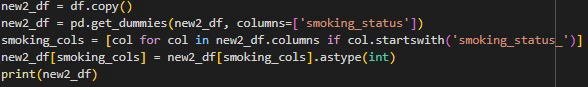 new2_df = df.copy()
new2_df = pd.get_dummies(new2_df, columns=['smoking_status'])
smoking_cols = [col for col in new2_df.columns if col.startswith('smoking_status_')]
new2_df[smoking_cols] = new2_df[smoking_cols].astype(int)
print(new2_df)